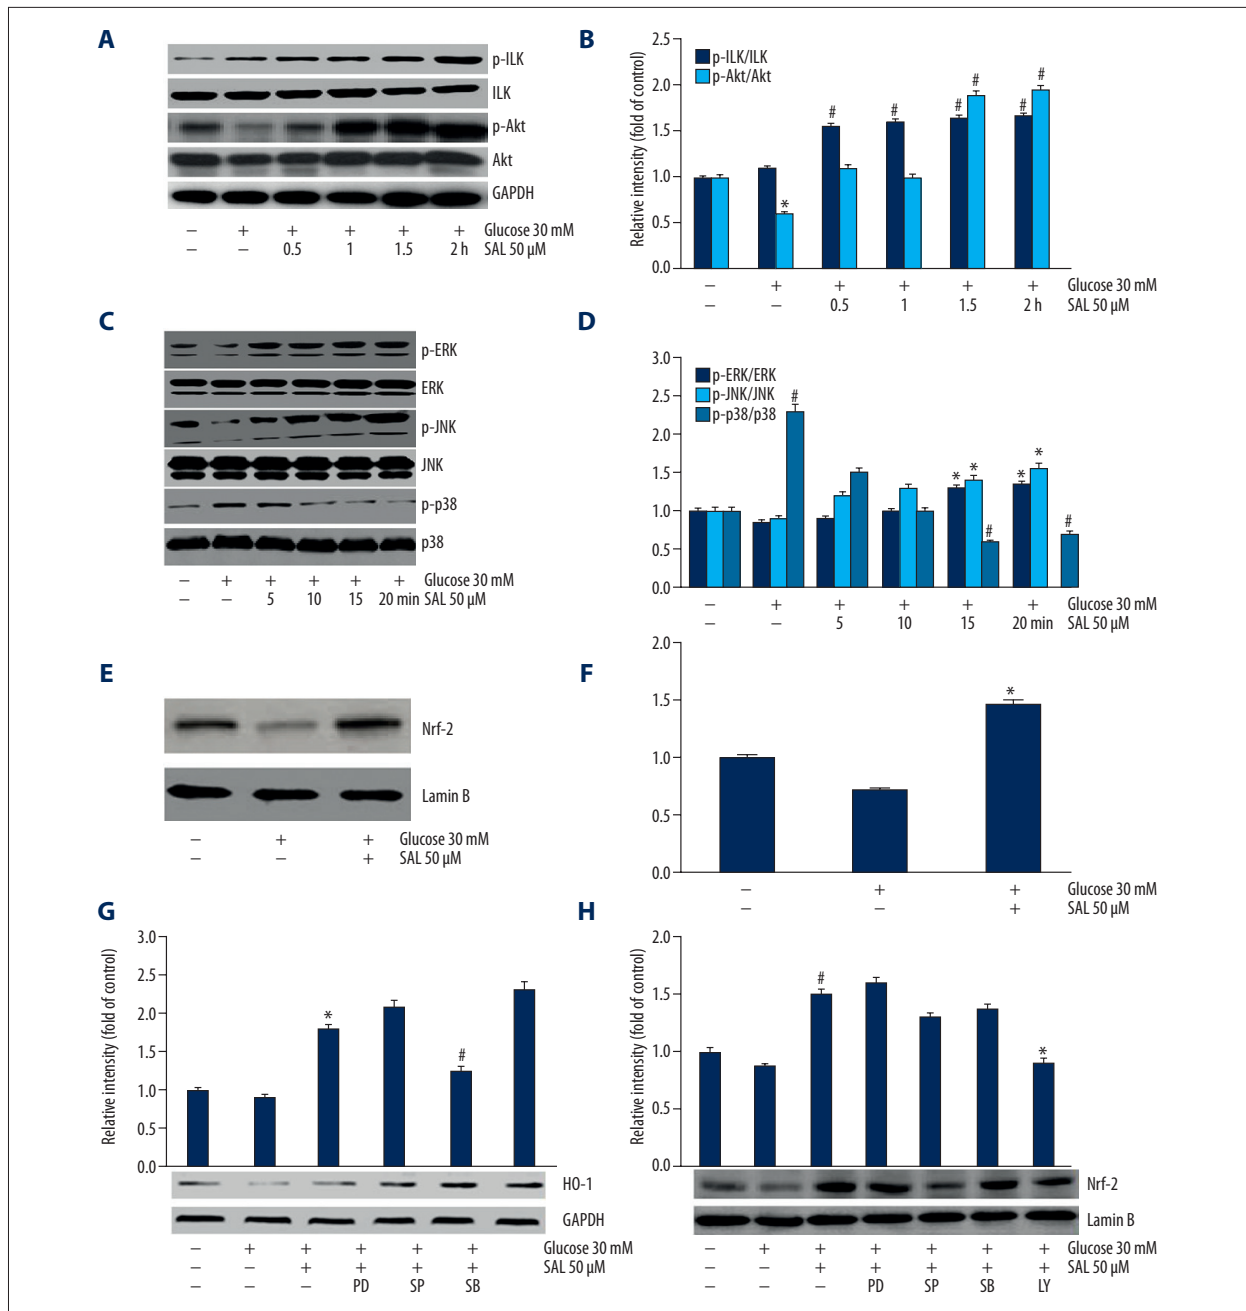 A
p-ILK
ILK
p-Akt
Akt
GAPDH
− + + + + + Glucose 30 mM
− − 0.5 1 1.5 2 h SAL 50 µM
B
Relative intensity (fold of control)
2.5
2.0
1.5
1.0
0.5
0.0
p-ILK/ILK
p-Akt/Akt
* # # # # # #
− + + + + + Glucose 30 mM
− − 0.5 1 1.5 2 h SAL 50 µM
C
p-ERK
ERK
p-JNK
JNK
p-p38
p38
− + + + + + Glucose 30 mM
− − 5 10 15 20 min SAL 50 µM
D
3.0
2.5
2.0
1.5
1.0
0.5
0.0
p-ERK/ERK
p-JNK/JNK
p-p38/p38
# * * # * * #
− + + + + + Glucose 30 mM
− − 5 10 15 20 min SAL 50 µM
E
Nrf-2
Lamin B
− + + Glucose 30 mM
− − + SAL 50 µM
F
2.0
1.5
1.0
0.5
0.0
*
− + + Glucose 30 mM
− − + SAL 50 µM
G
Relative intensity (fold of control)
3.0
2.5
2.0
1.5
1.0
0.5
0.0
* #
HO-1
GAPDH
− + + + + + Glucose 30 mM
− − + + + + SAL 50 µM
− − − PD SP SB
H
Relative intensity (fold of control)
2.0
1.5
1.0
0.5
0.0
# *
Nrf-2
Lamin B
− + + + + + + Glucose 30 mM
− − + + + + + SAL 50 µM
− − − PD SP SB LY